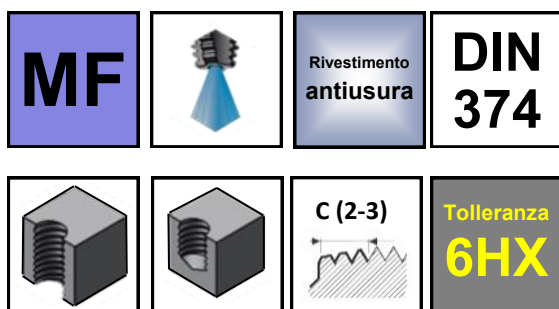 MF
Rivestimento
antiusura
DIN
374
C (2-3)
Tolleranza
6HX